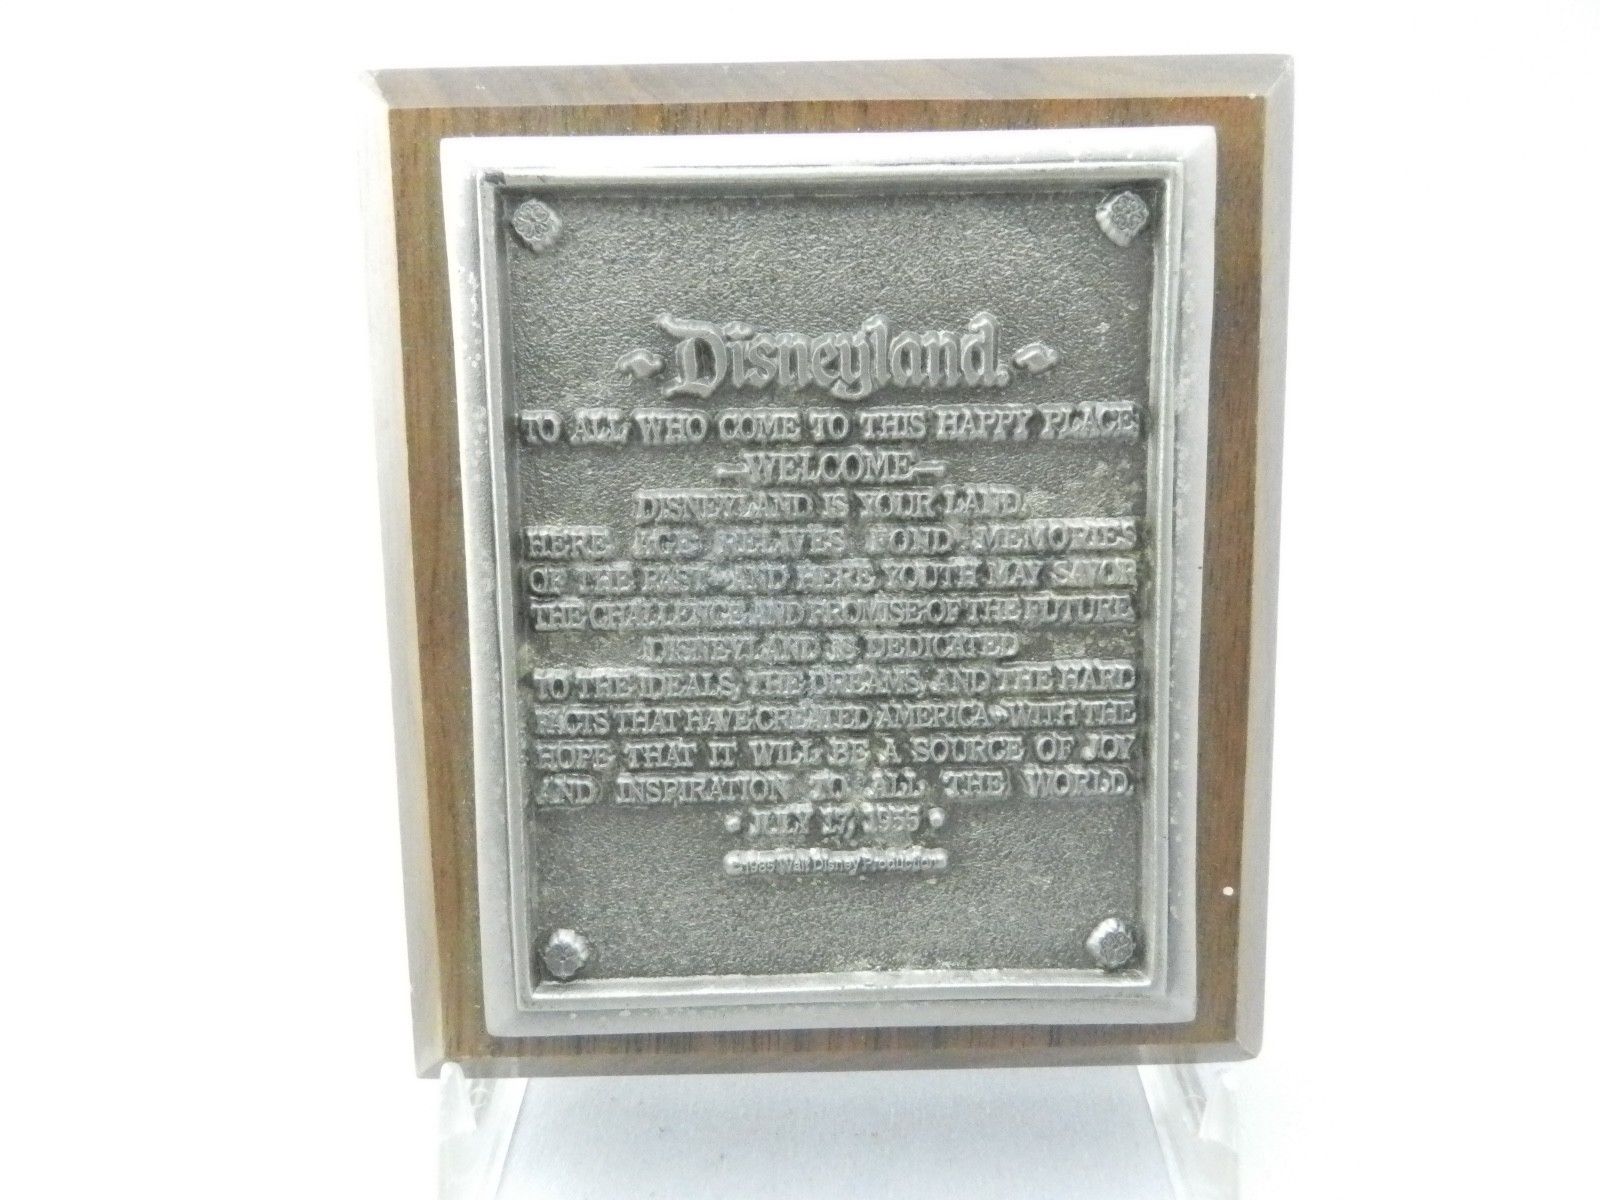 Disneyland.
TO ALL WHO COME TO THIS HAPPY PLACE
—WELCOME—
DISNEYLAND IS YOUR LAND.
HERE AGE RELIVES FOND MEMORIES
OF THE PAST AND HERE YOUTH MAY SAVOR
THE CHALLENGE AND PROMISE OF THE FUTURE.
DISNEYLAND IS DEDICATED
TO THE IDEALS, THE DREAMS, AND THE HARD
FACTS THAT HAVE CREATED AMERICA, WITH THE
HOPE THAT IT WILL BE A SOURCE OF JOY
AND INSPIRATION TO ALL THE WORLD.
• JULY 17, 1955 •
©1985 Walt Disney Production